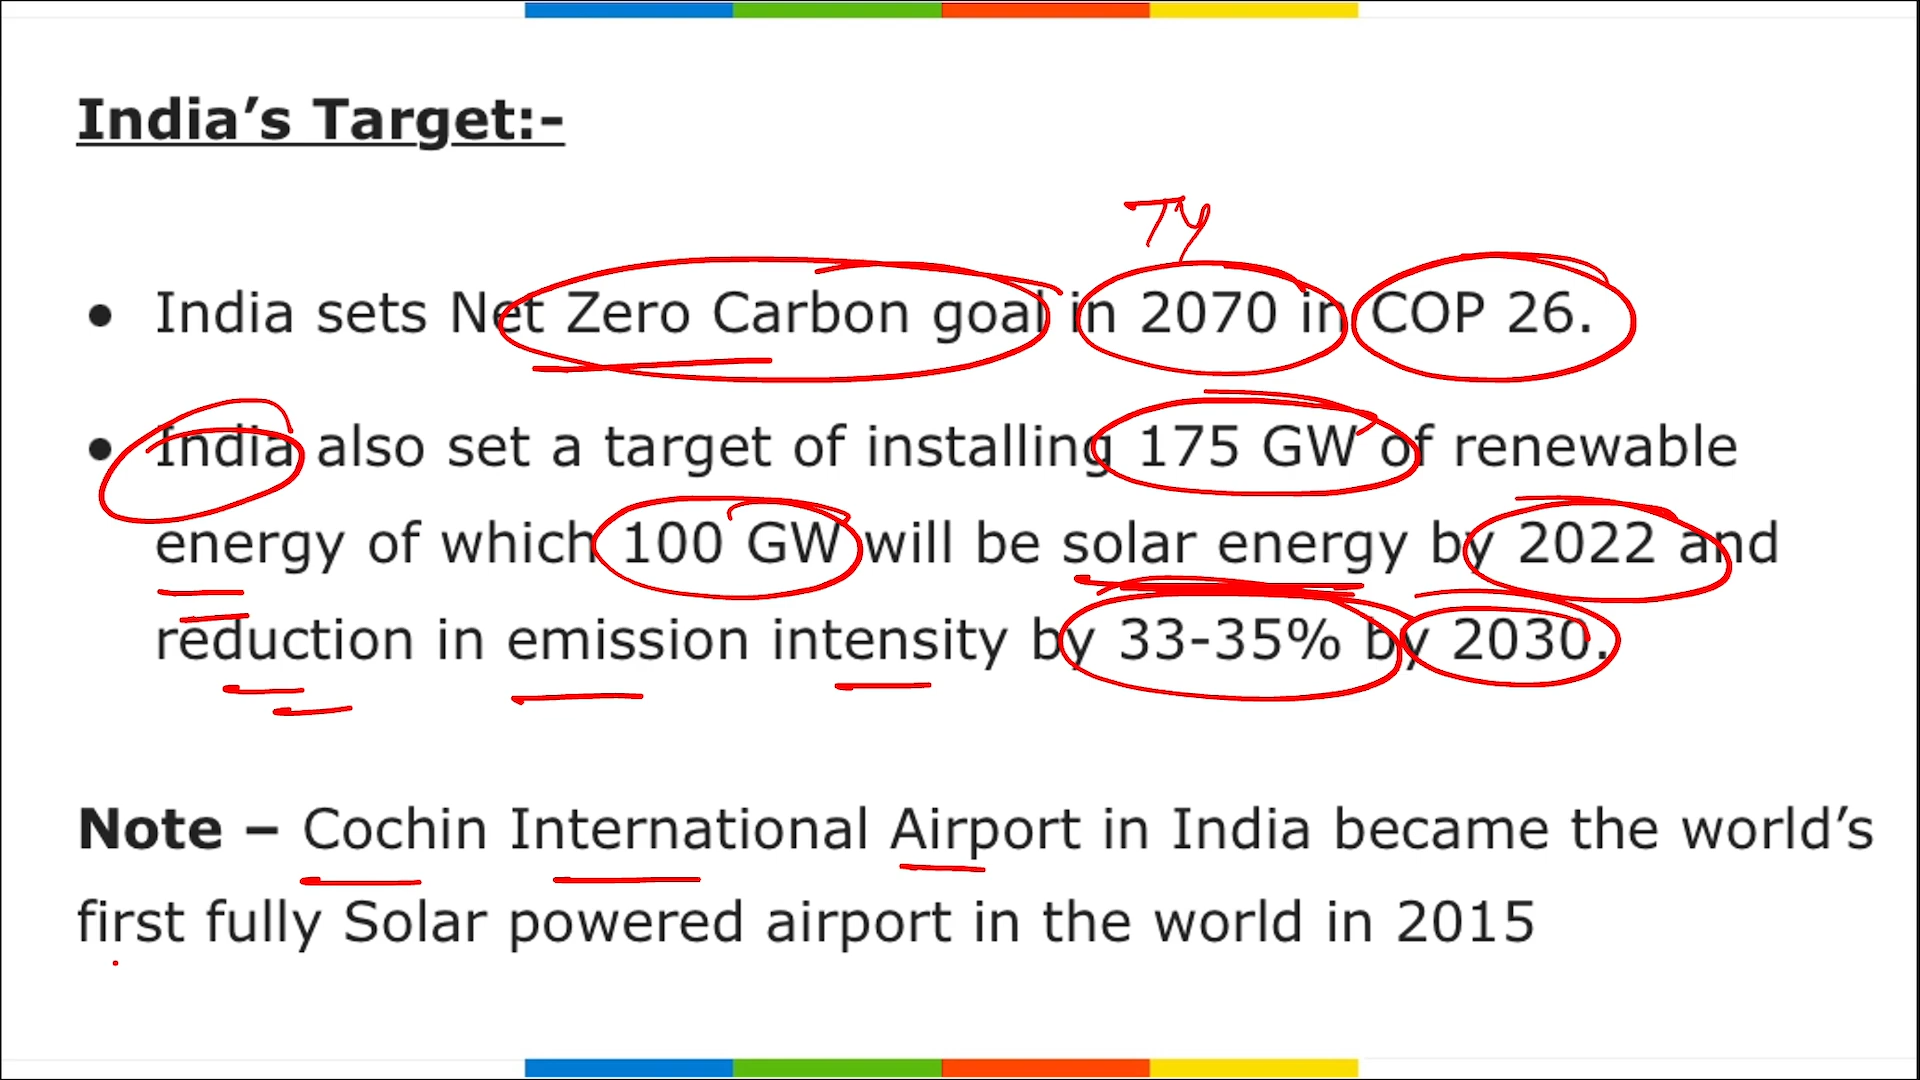 India’s Target:-
Ty
● India sets Net Zero Carbon goal in 2070 in COP 26.
● India also set a target of installing 175 GW of renewable
energy of which 100 GW will be solar energy by 2022 and
reduction in emission intensity by 33-35% by 2030.
Note – Cochin International Airport in India became the world’s
first fully Solar powered airport in the world in 2015